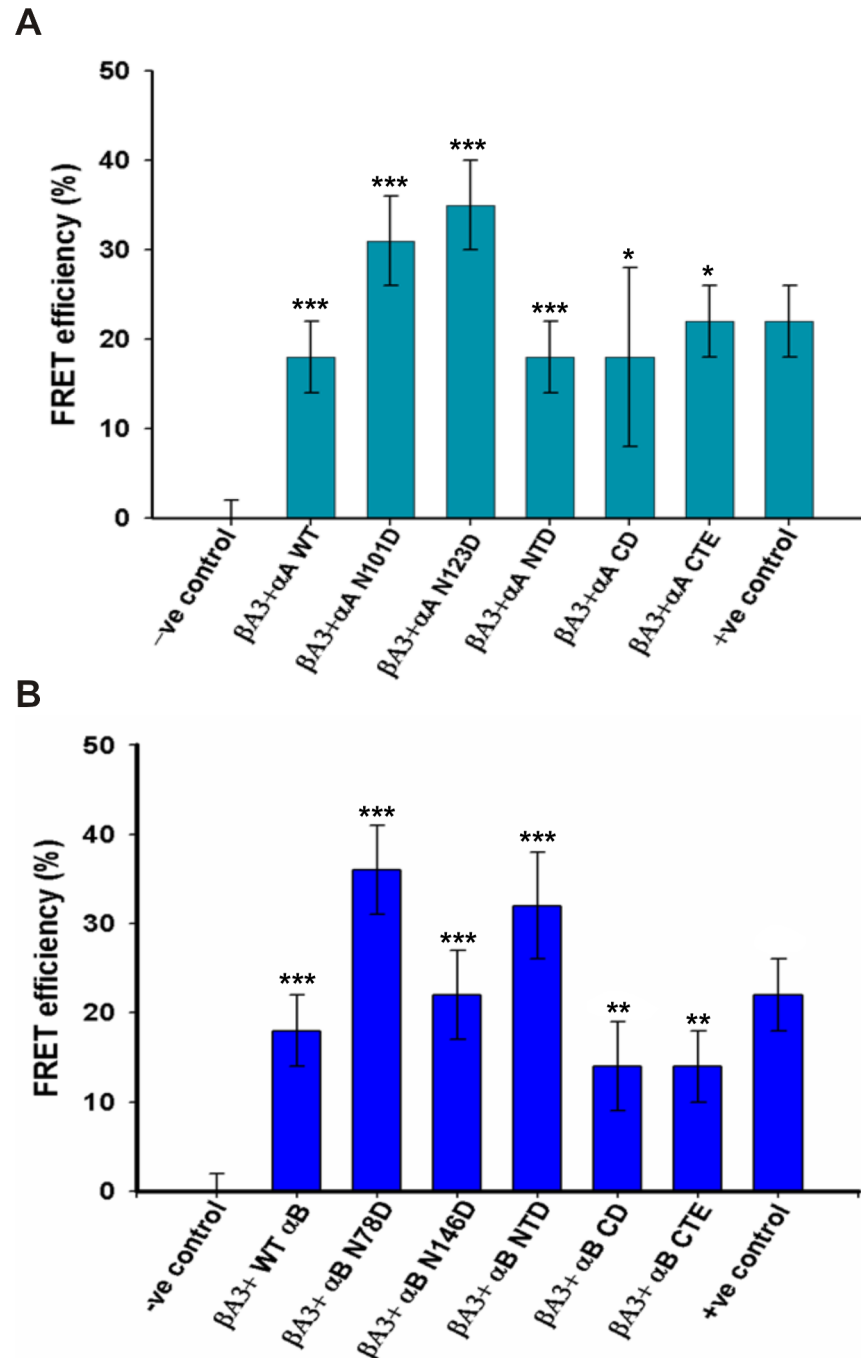 A
FRET efficiency (%)
50
40
30
20
10
0
***
***
***
***
*
*
–ve control
βA3+αA WT
βA3+αA N101D
βA3+αA N123D
βA3+αA NTD
βA3+αA CD
βA3+αA CTE
+ve control
B
FRET efficiency (%)
50
40
30
20
10
0
***
***
***
***
**
**
-ve control
βA3+ WT αB
βA3+ αB N78D
βA3+ αB N146D
βA3+ αB NTD
βA3+ αB CD
βA3+ αB CTE
+ve control